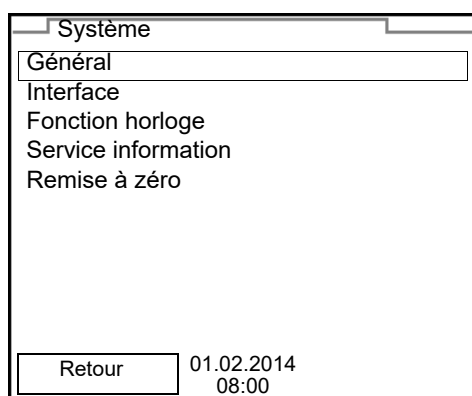 Système
Général
Interface
Fonction horloge
Service information
Remise à zéro
Retour
01.02.2014
08:00